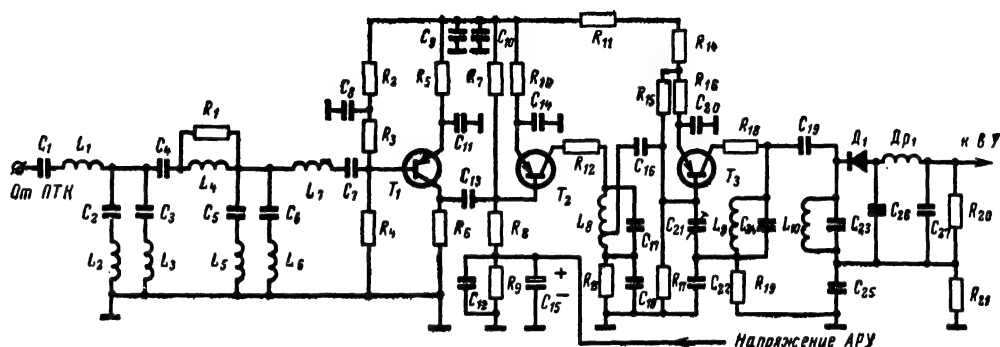 C9 C10 R11 R14
R2 R5 R7 R10 R15 R16
C8 C14 C20
R1 R3 C11 R18 C19 Д1 Др1 к ВУ
C1 L1 C4 R12 C16
L4 L7 C7 T1 C13 T2 T3
От ПТК
C2 C3 C5 C6 R4 R6 R8 L8 C17 C21 L9 C24 L10 C23 C26 C27 R20
L2 L3 L5 L6
C12 R9 C15 + − R13 C18 R17 C22 R19 C25 R21
Напряжение АРУ